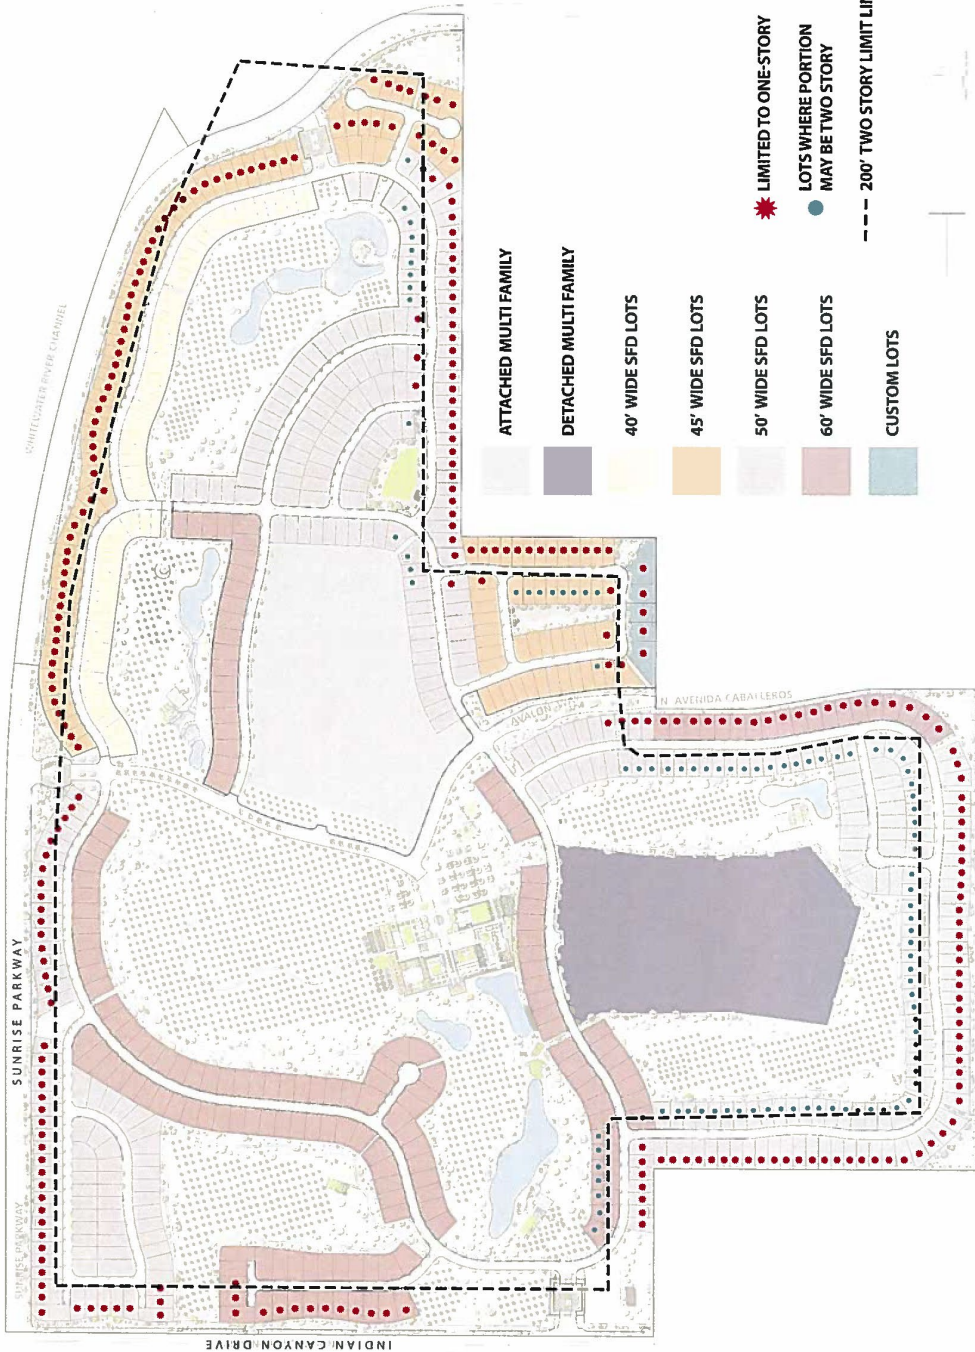 SUNRISE PARKWAY
SUNRISE PARKWAY
WHITEWATER RIVER CHANNEL
INDIAN CANYON DRIVE
AVALON
N. AVENIDA CABALLEROS
ATTACHED MULTI FAMILY
DETACHED MULTI FAMILY
40' WIDE SFD LOTS
45' WIDE SFD LOTS
50' WIDE SFD LOTS
60' WIDE SFD LOTS
CUSTOM LOTS
LIMITED TO ONE-STORY
LOTS WHERE PORTION
MAY BE TWO STORY
200' TWO STORY LIMIT